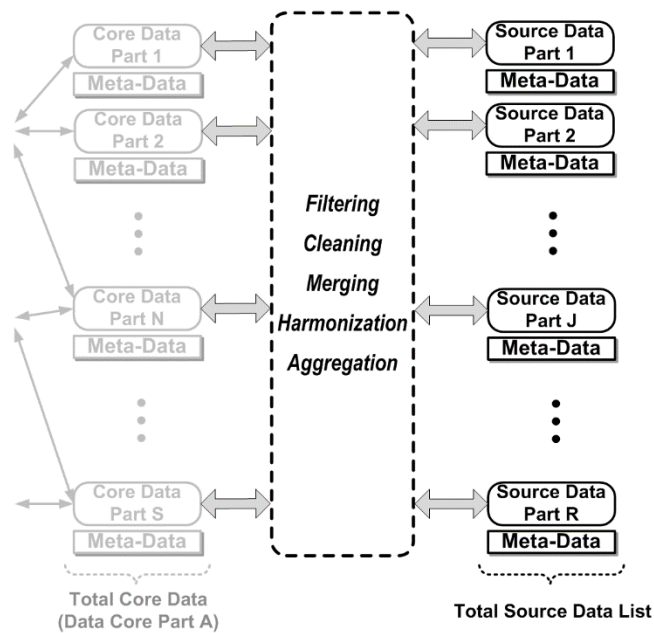 Core Data
Part 1
Meta-Data
Core Data
Part 2
Meta-Data
Core Data
Part N
Meta-Data
Core Data
Part S
Meta-Data
Total Core Data
(Data Core Part A)
Filtering
Cleaning
Merging
Harmonization
Aggregation
Source Data
Part 1
Meta-Data
Source Data
Part 2
Meta-Data
Source Data
Part J
Meta-Data
Source Data
Part R
Meta-Data
Total Source Data List